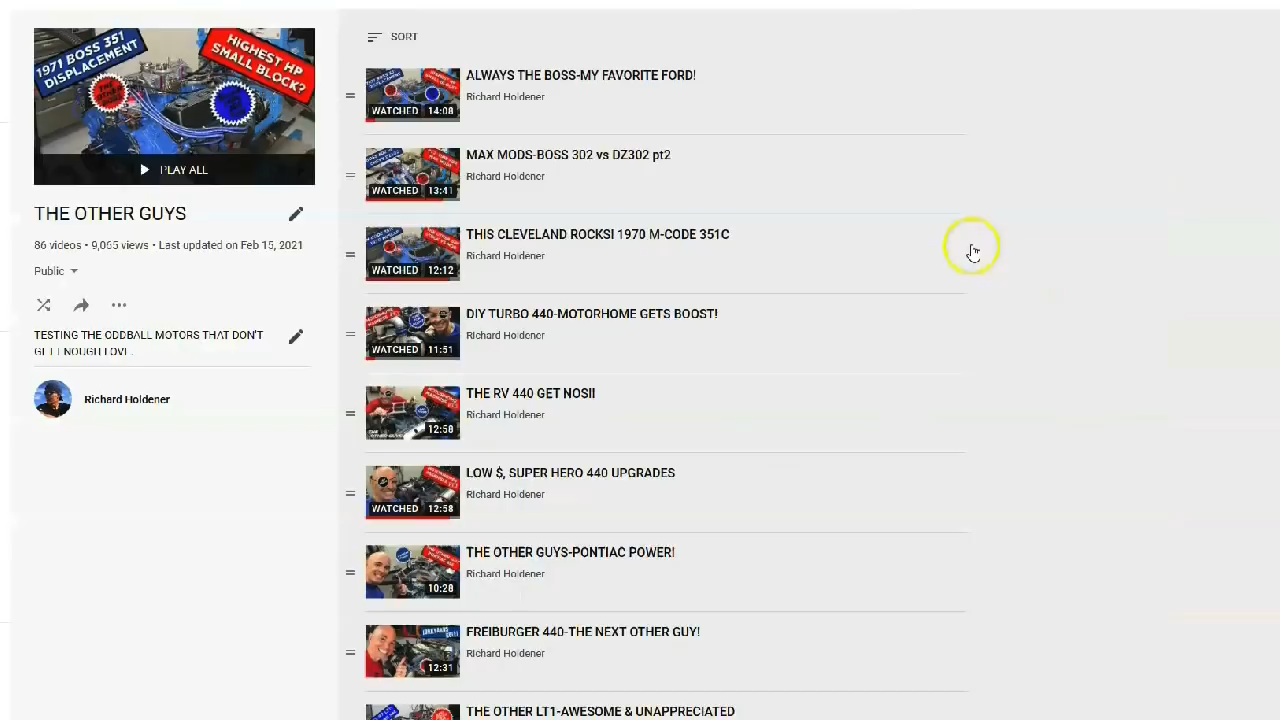 1971 BOSS 351
DISPLACEMENT
HIGHEST HP
SMALL BLOCK?
PLAY ALL
THE OTHER GUYS
86 videos • 9,065 views • Last updated on Feb 15, 2021
Public
TESTING THE ODDBALL MOTORS THAT DON'T
GET ENOUGH LOVE.
Richard Holdener
SORT
ALWAYS THE BOSS-MY FAVORITE FORD!
Richard Holdener
WATCHED 14:08
MAX MODS-BOSS 302 vs DZ302 pt2
Richard Holdener
WATCHED 13:41
THIS CLEVELAND ROCKS! 1970 M-CODE 351C
Richard Holdener
WATCHED 12:12
DIY TURBO 440-MOTORHOME GETS BOOST!
Richard Holdener
WATCHED 11:51
THE RV 440 GET NOS!!
Richard Holdener
12:58
LOW $, SUPER HERO 440 UPGRADES
Richard Holdener
WATCHED 12:58
THE OTHER GUYS-PONTIAC POWER!
Richard Holdener
10:28
FREIBURGER 440-THE NEXT OTHER GUY!
Richard Holdener
12:31
THE OTHER LT1-AWESOME & UNAPPRECIATED